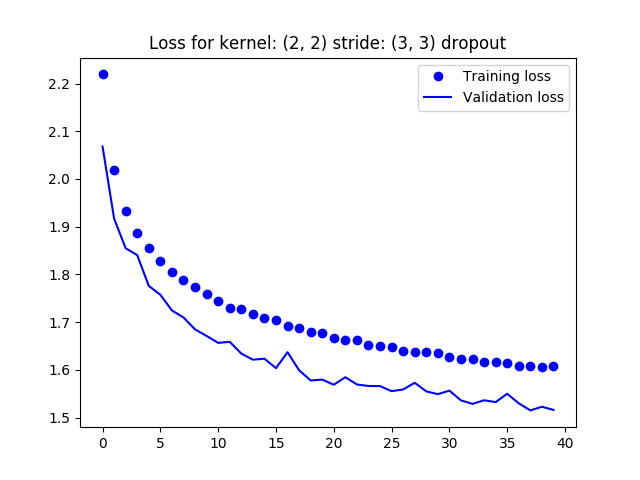 Loss for kernel: (2, 2) stride: (3, 3) dropout
Training loss
Validation loss
2.2
2.1
2.0
1.9
1.8
1.7
1.6
1.5
0 5 10 15 20 25 30 35 40